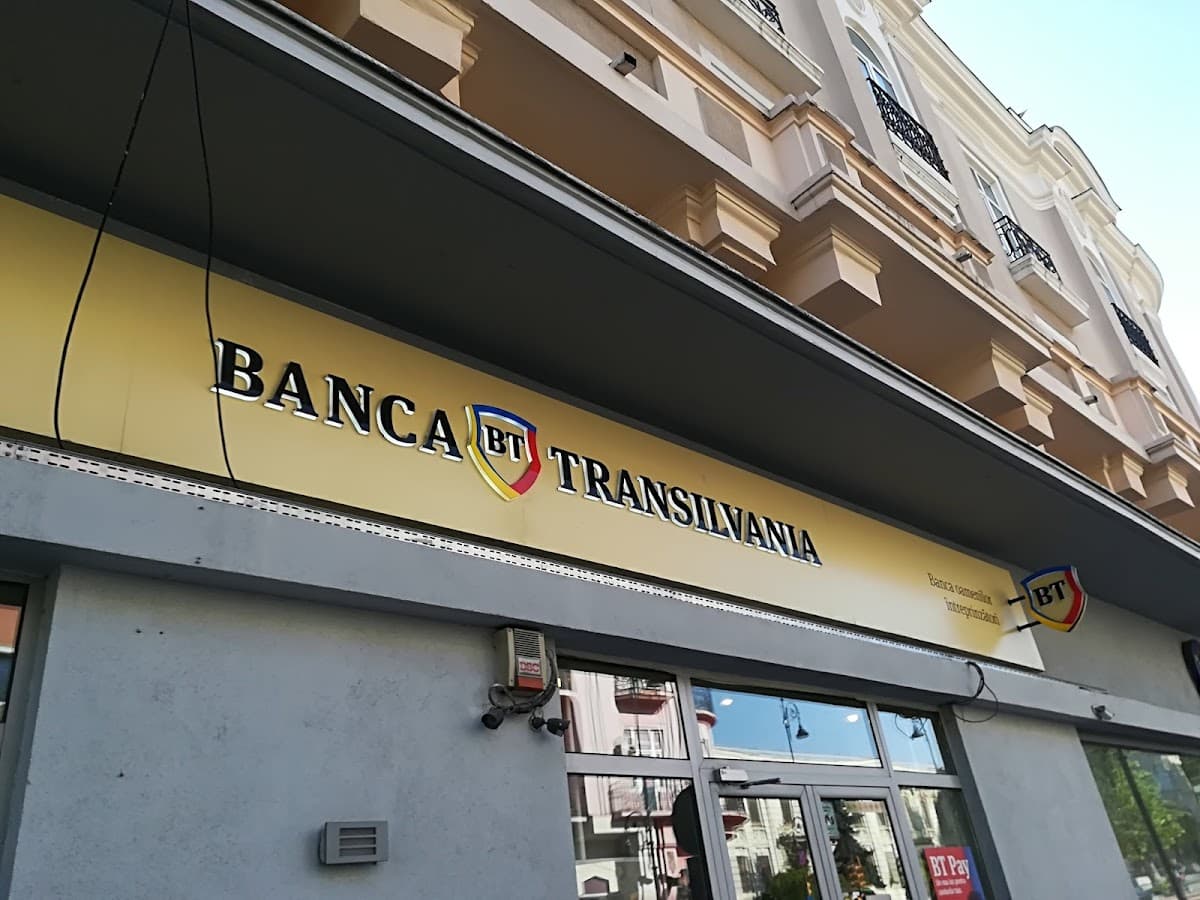 BANCA BT TRANSILVANIA
Banca oamenilor
întreprinzători
BT
DSC
BT Pay